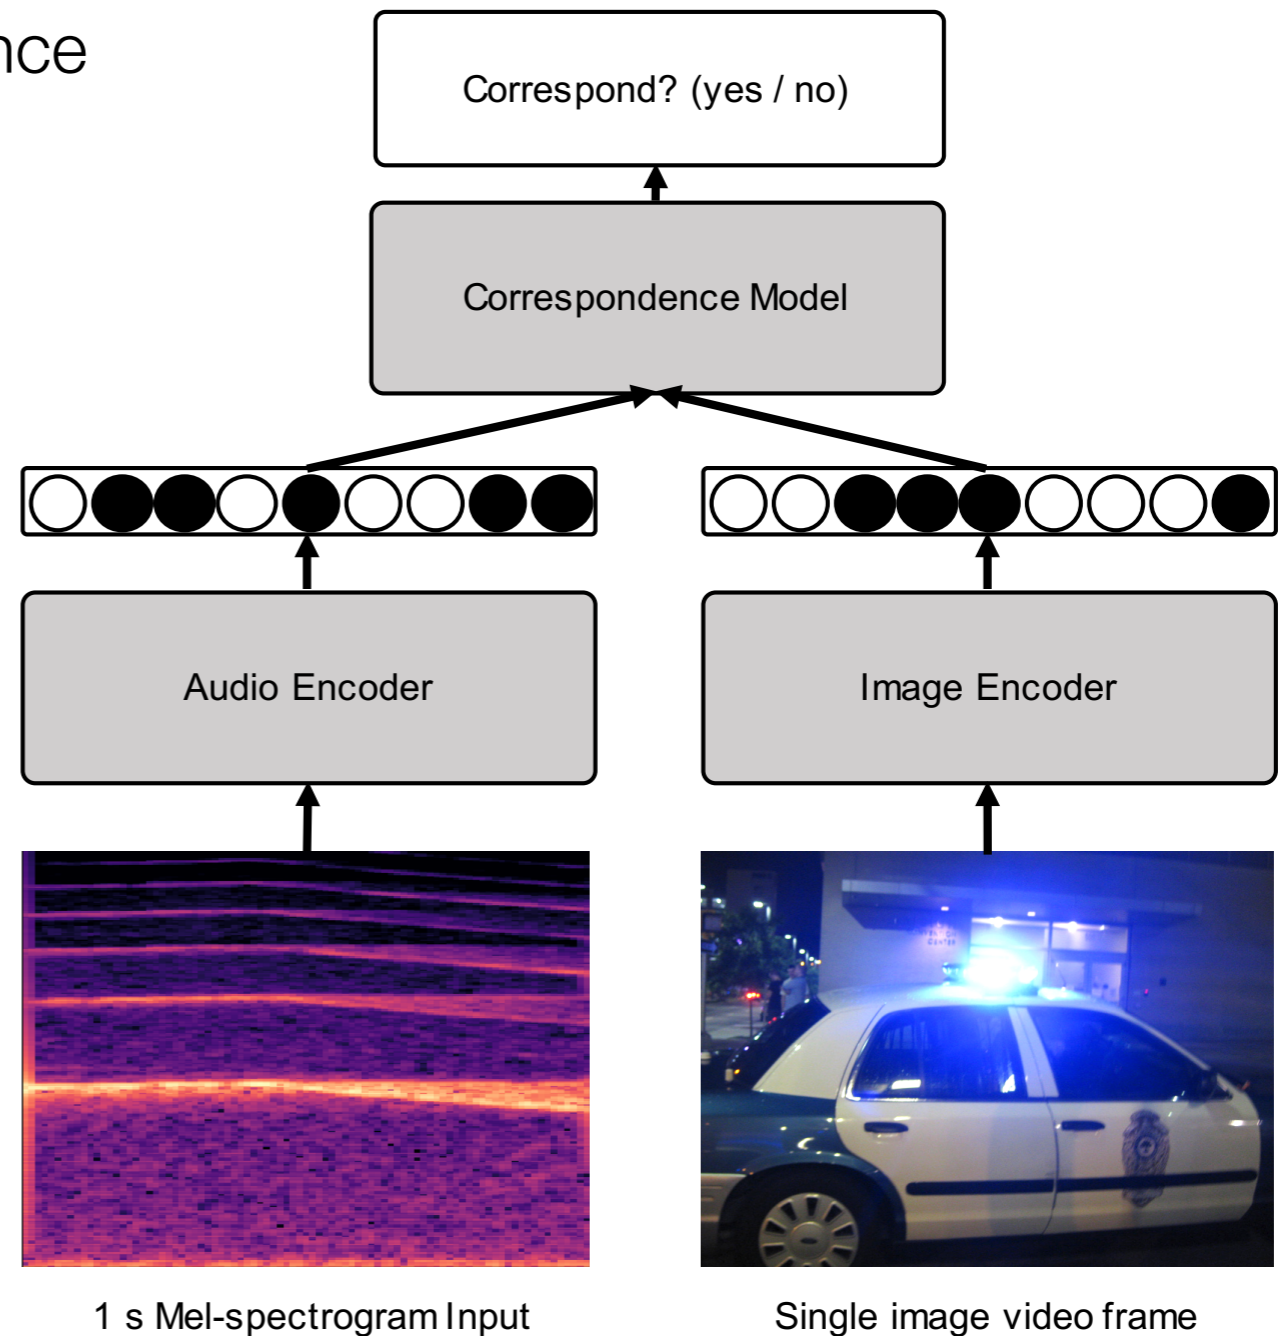 nce
Correspond? (yes / no)
Correspondence Model
Audio Encoder
Image Encoder
1 s Mel-spectrogram Input
Single image video frame